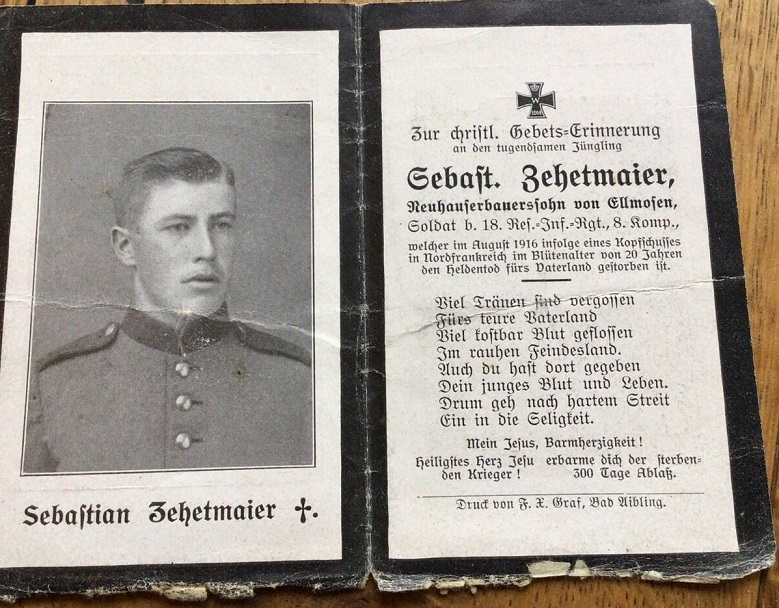 Sebastian Zehetmaier ✝.
W
1914
Zur christl. Gebets=Erinnerung
an den tugendsamen Jüngling
Sebast. Zehetmaier,
Neuhauserbauerssohn von Ellmosen,
Soldat b. 18. Res.=Inf.=Rgt., 8. Komp.,
welcher im August 1916 infolge eines Kopfschusses
in Nordfrankreich im Blütenalter von 20 Jahren
den Heldentod fürs Vaterland gestorben ist.
Viel Tränen sind vergossen
Fürs teure Vaterland
Viel kostbar Blut geflossen
Im rauhen Feindesland.
Auch du hast dort gegeben
Dein junges Blut und Leben.
Drum geh nach hartem Streit
Ein in die Seligkeit.
Mein Jesus, Barmherzigkeit!
Heiligstes Herz Jesu erbarme dich der sterben=
den Krieger! 300 Tage Ablaß.
Druck von F. X. Graf, Bad Aibling.